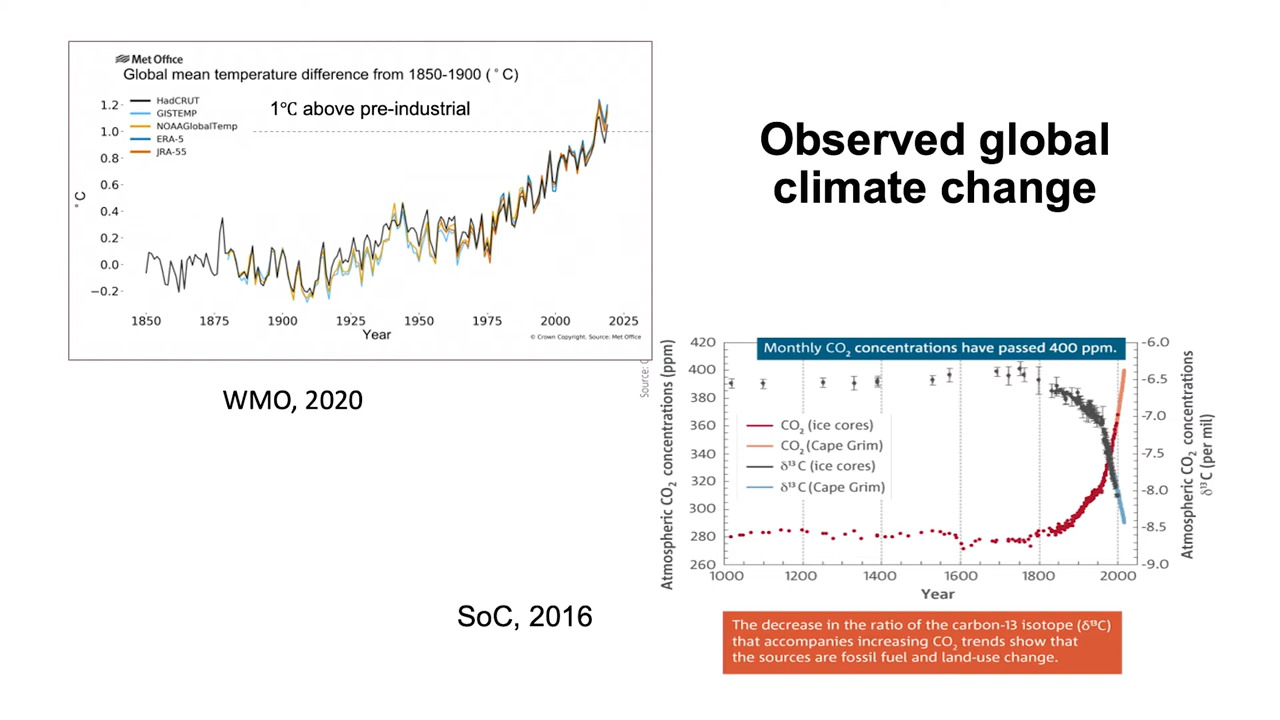 Met Office
Global mean temperature difference from 1850-1900 (°C)
HadCRUT
GISTEMP
NOAAGlobalTemp
ERA-5
JRA-55
1℃ above pre-industrial
°C
1.2
1.0
0.8
0.6
0.4
0.2
0.0
−0.2
1850 1875 1900 1925 1950 1975 2000 2025
Year
© Crown Copyright. Source: Met Office
WMO, 2020
Observed global
climate change
Source:
Monthly CO₂ concentrations have passed 400 ppm.
Atmospheric CO₂ concentrations (ppm)
420
400
380
360
340
320
300
280
260
CO₂ (ice cores)
CO₂ (Cape Grim)
δ¹³C (ice cores)
δ¹³C (Cape Grim)
-6.0
-6.5
-7.0
-7.5
-8.0
-8.5
-9.0
Atmospheric CO₂ concentrations
δ¹³C (per mil)
1000 1200 1400 1600 1800 2000
Year
SoC, 2016
The decrease in the ratio of the carbon-13 isotope (δ¹³C)
that accompanies increasing CO₂ trends show that
the sources are fossil fuel and land-use change.